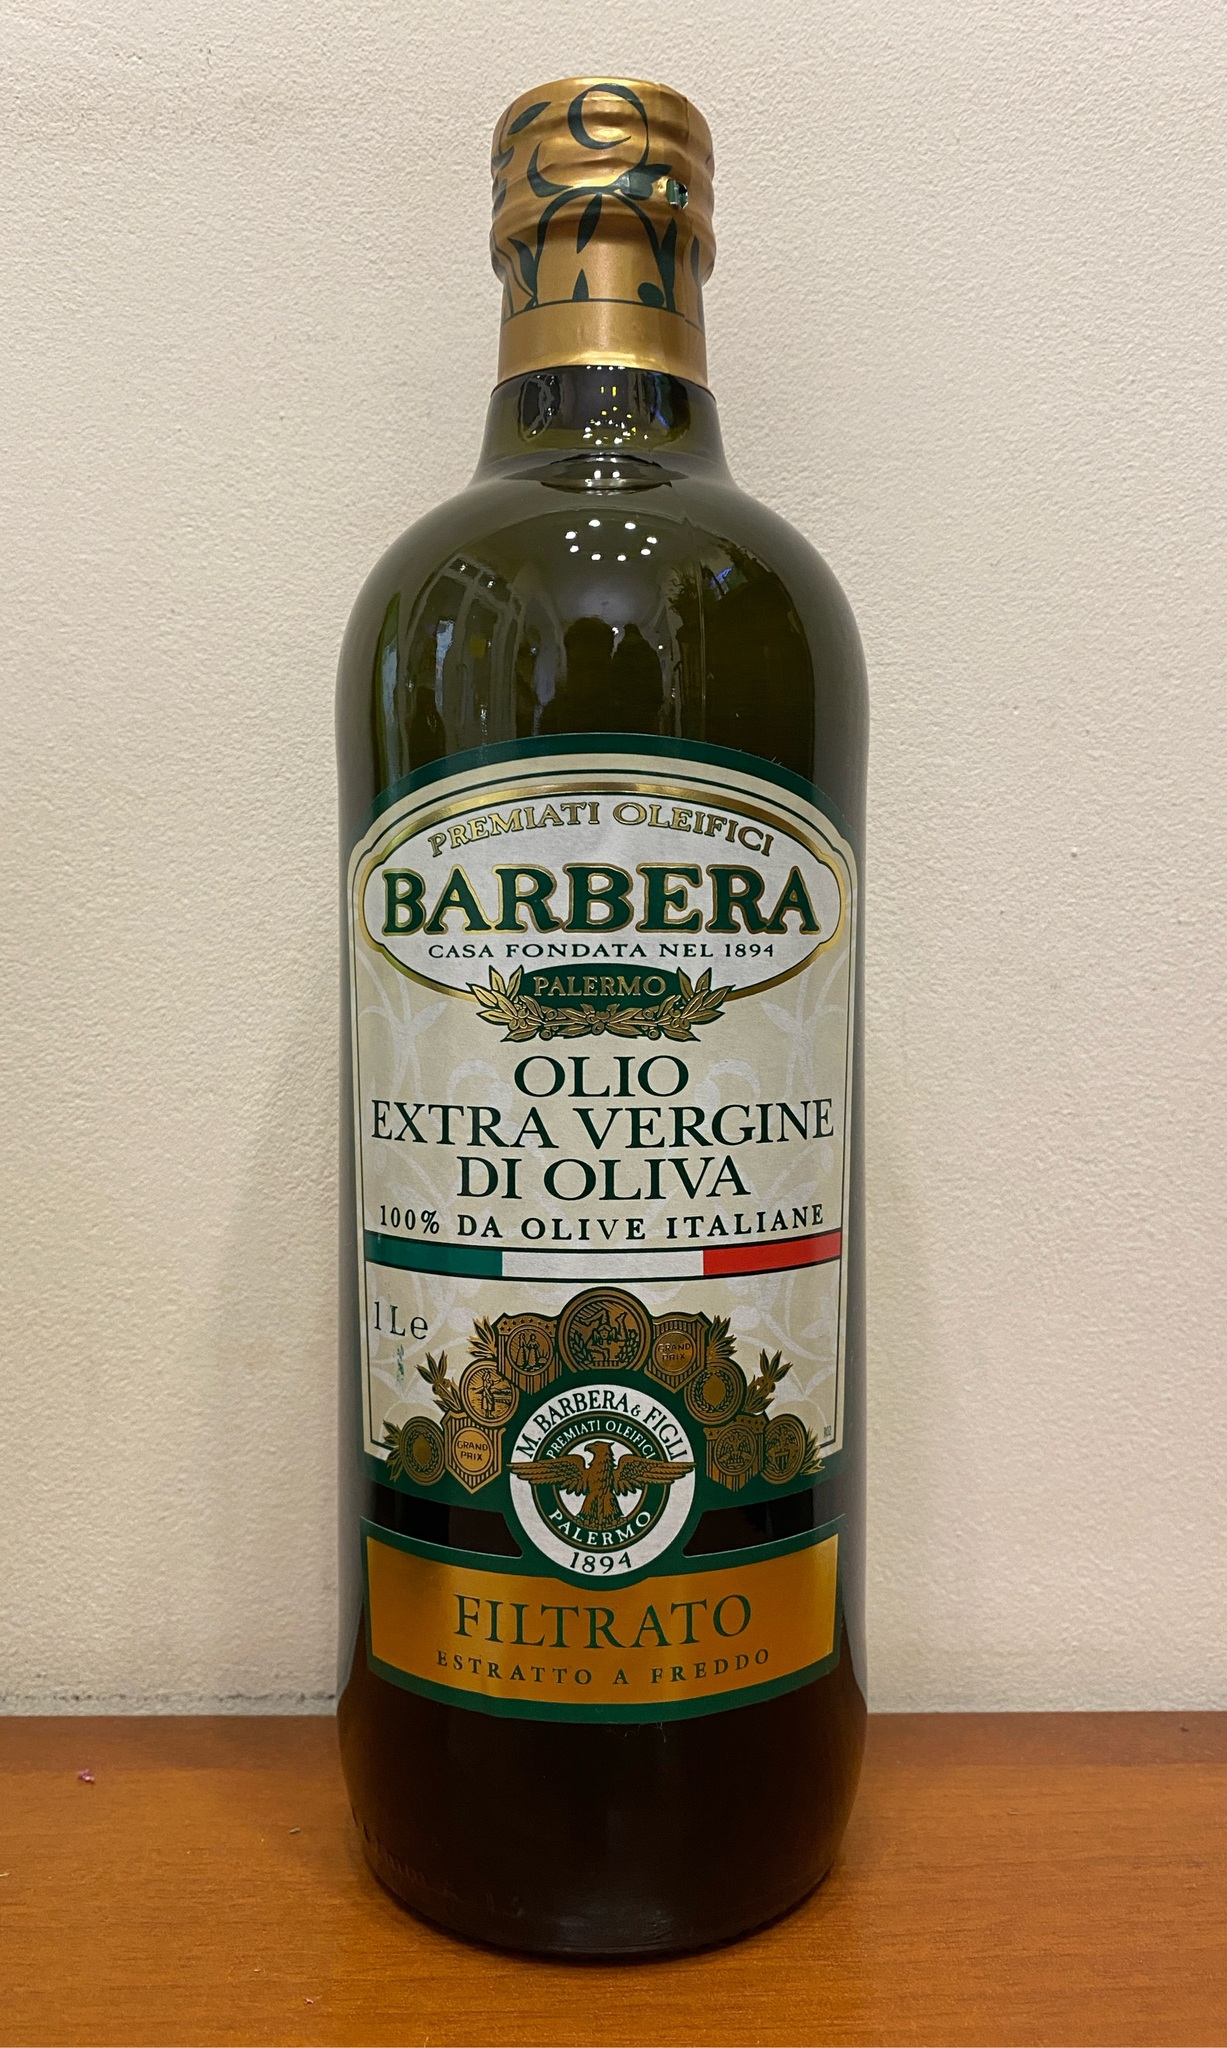 PREMIATI OLEIFICI
BARBERA
CASA FONDATA NEL 1894
PALERMO
OLIO
EXTRA VERGINE
DI OLIVA
100% DA OLIVE ITALIANE
1 L e
GRAND
PRIX
GRAND
PRIX
M. BARBERA & FIGLI
PREMIATI OLEIFICI
PALERMO
1894
FILTRATO
ESTRATTO A FREDDO